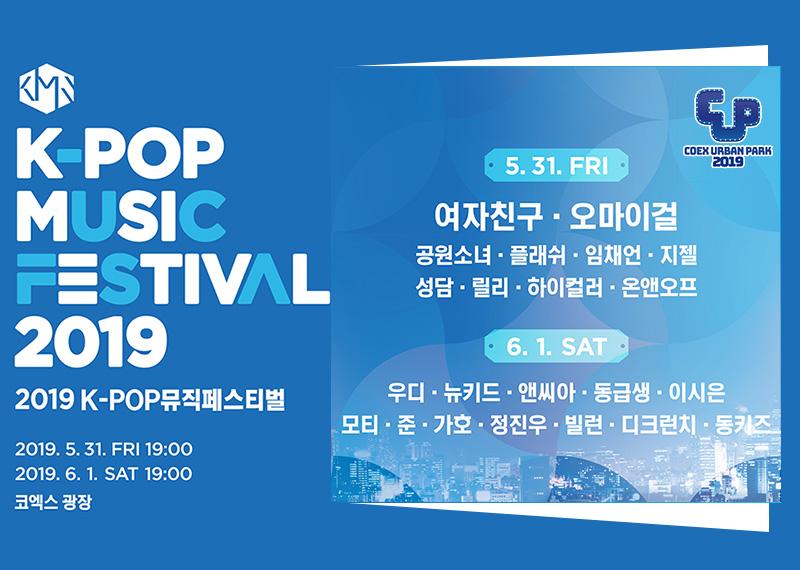 KMF
K-POP
MUSIC
FESTIVAL
2019
2019 K-POP뮤직페스티벌
2019. 5. 31. FRI 19:00
2019. 6. 1. SAT 19:00
코엑스 광장
CUP
COEX URBAN PARK
2019
5. 31. FRI
여자친구 · 오마이걸
공원소녀 · 플래쉬 · 임채언 · 지젤
성담 · 릴리 · 하이컬러 · 온앤오프
6. 1. SAT
우디 · 뉴키드 · 앤씨아 · 동급생 · 이시은
모티 · 준 · 가호 · 정진우 · 빌런 · 디크런치 · 동키즈